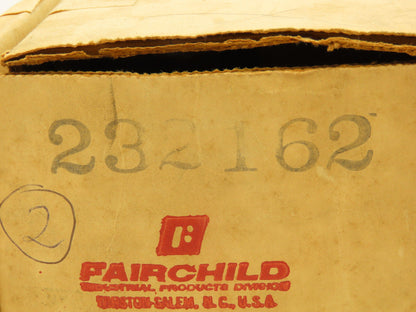 232162
2
FAIRCHILD
INDUSTRIAL PRODUCTS DIVISION
WINSTON-SALEM, N. C., U.S.A.